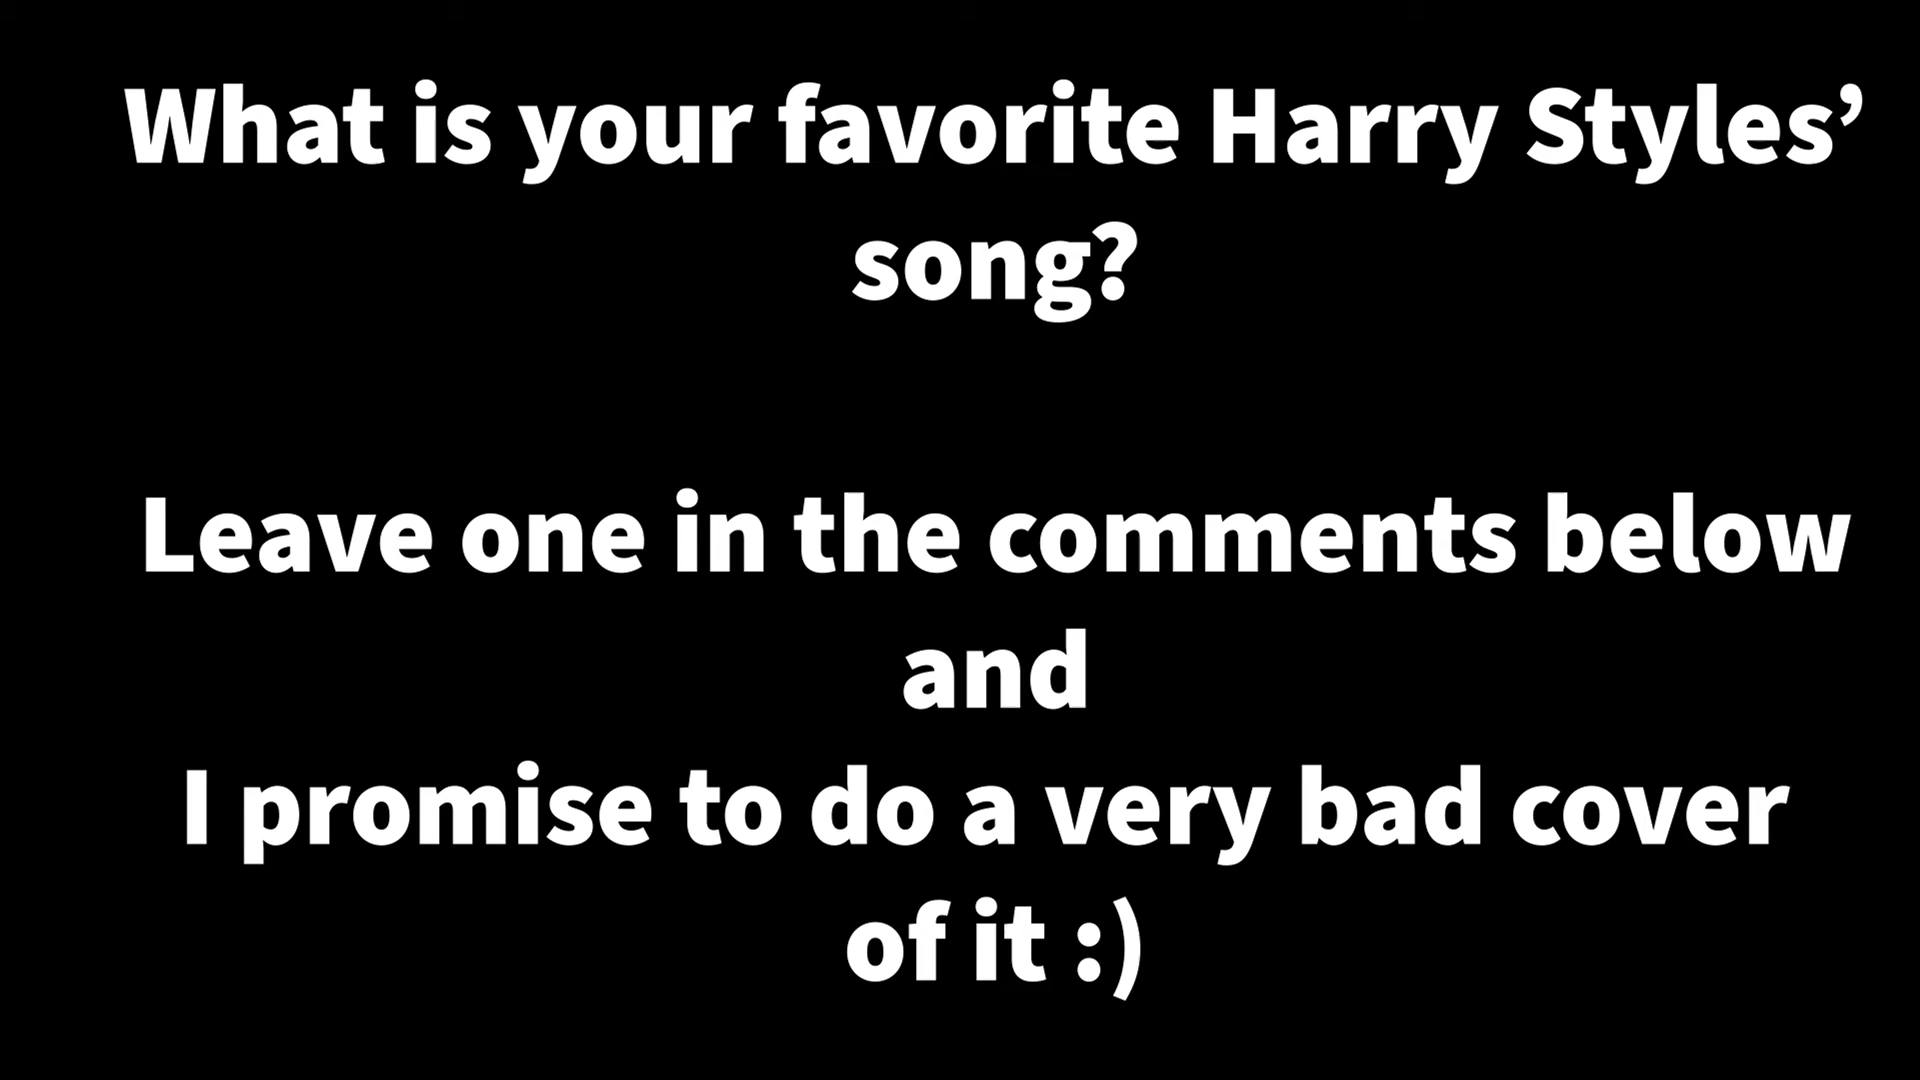 What is your favorite Harry Styles’
song?
Leave one in the comments below
and
I promise to do a very bad cover
of it :)